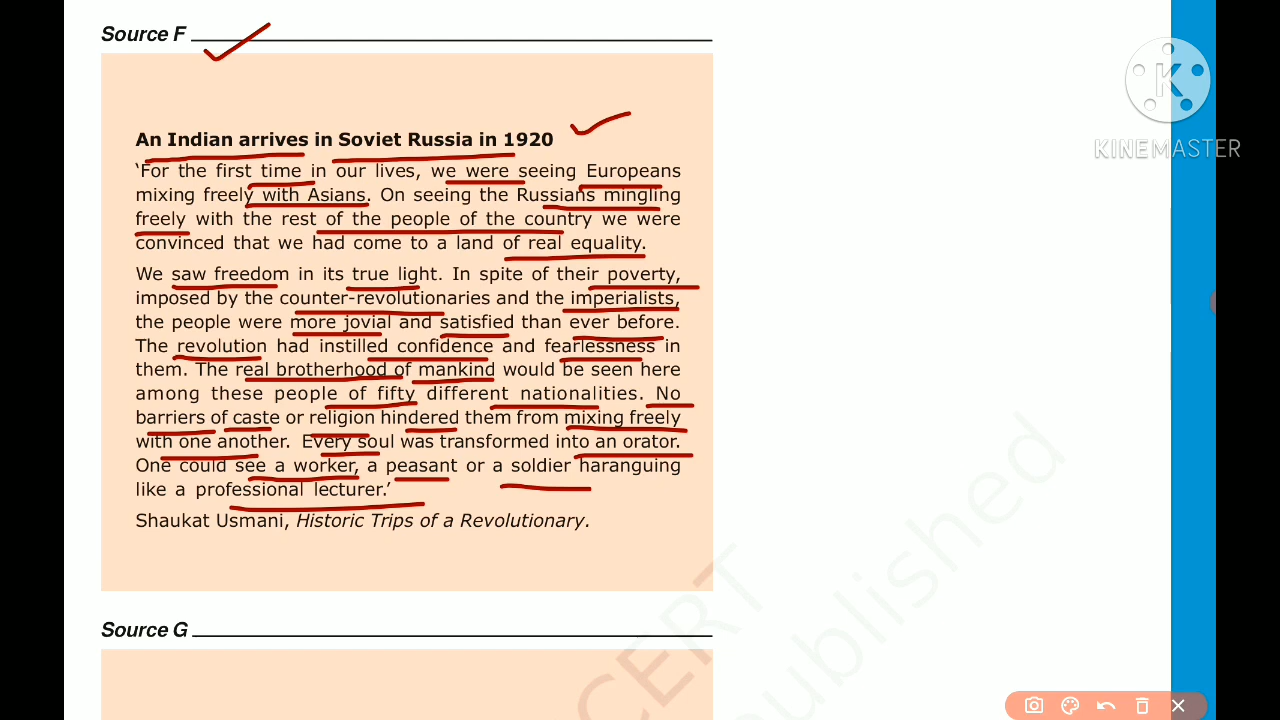 Source F
An Indian arrives in Soviet Russia in 1920
‘For the first time in our lives, we were seeing Europeans
mixing freely with Asians. On seeing the Russians mingling
freely with the rest of the people of the country we were
convinced that we had come to a land of real equality.
We saw freedom in its true light. In spite of their poverty,
imposed by the counter-revolutionaries and the imperialists,
the people were more jovial and satisfied than ever before.
The revolution had instilled confidence and fearlessness in
them. The real brotherhood of mankind would be seen here
among these people of fifty different nationalities. No
barriers of caste or religion hindered them from mixing freely
with one another. Every soul was transformed into an orator.
One could see a worker, a peasant or a soldier haranguing
like a professional lecturer.’
Shaukat Usmani, Historic Trips of a Revolutionary.
Source G
K
KINEMASTER
CERT
published